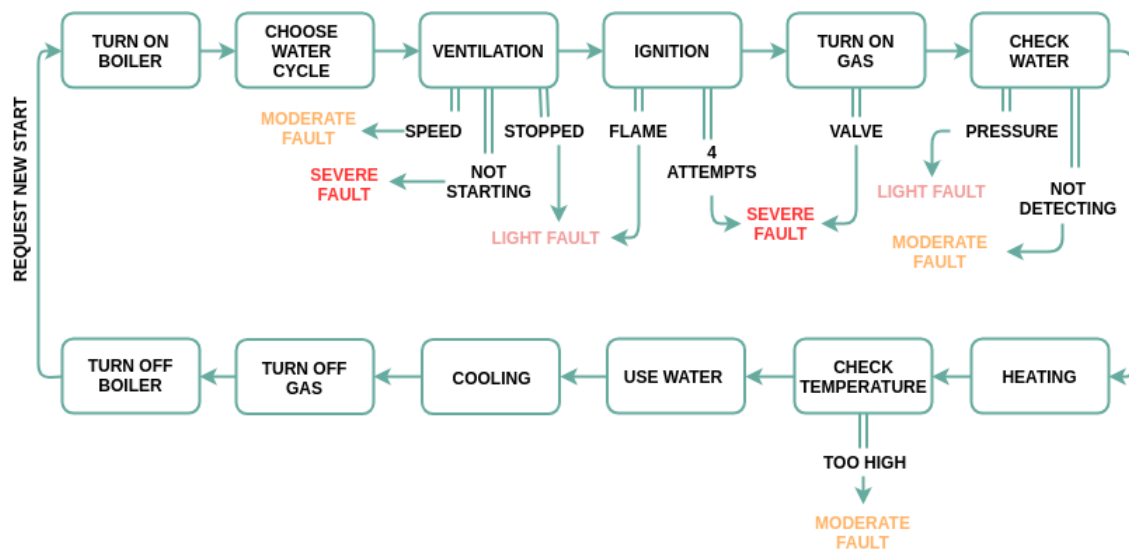 TURN ON
BOILER
CHOOSE
WATER
CYCLE
VENTILATION
IGNITION
TURN ON
GAS
CHECK
WATER
MODERATE
FAULT
SPEED
STOPPED
FLAME
4
ATTEMPTS
VALVE
PRESSURE
SEVERE
FAULT
NOT
STARTING
LIGHT FAULT
SEVERE
FAULT
LIGHT FAULT
NOT
DETECTING
MODERATE
FAULT
REQUEST NEW START
TURN OFF
BOILER
TURN OFF
GAS
COOLING
USE WATER
CHECK
TEMPERATURE
HEATING
TOO HIGH
MODERATE
FAULT